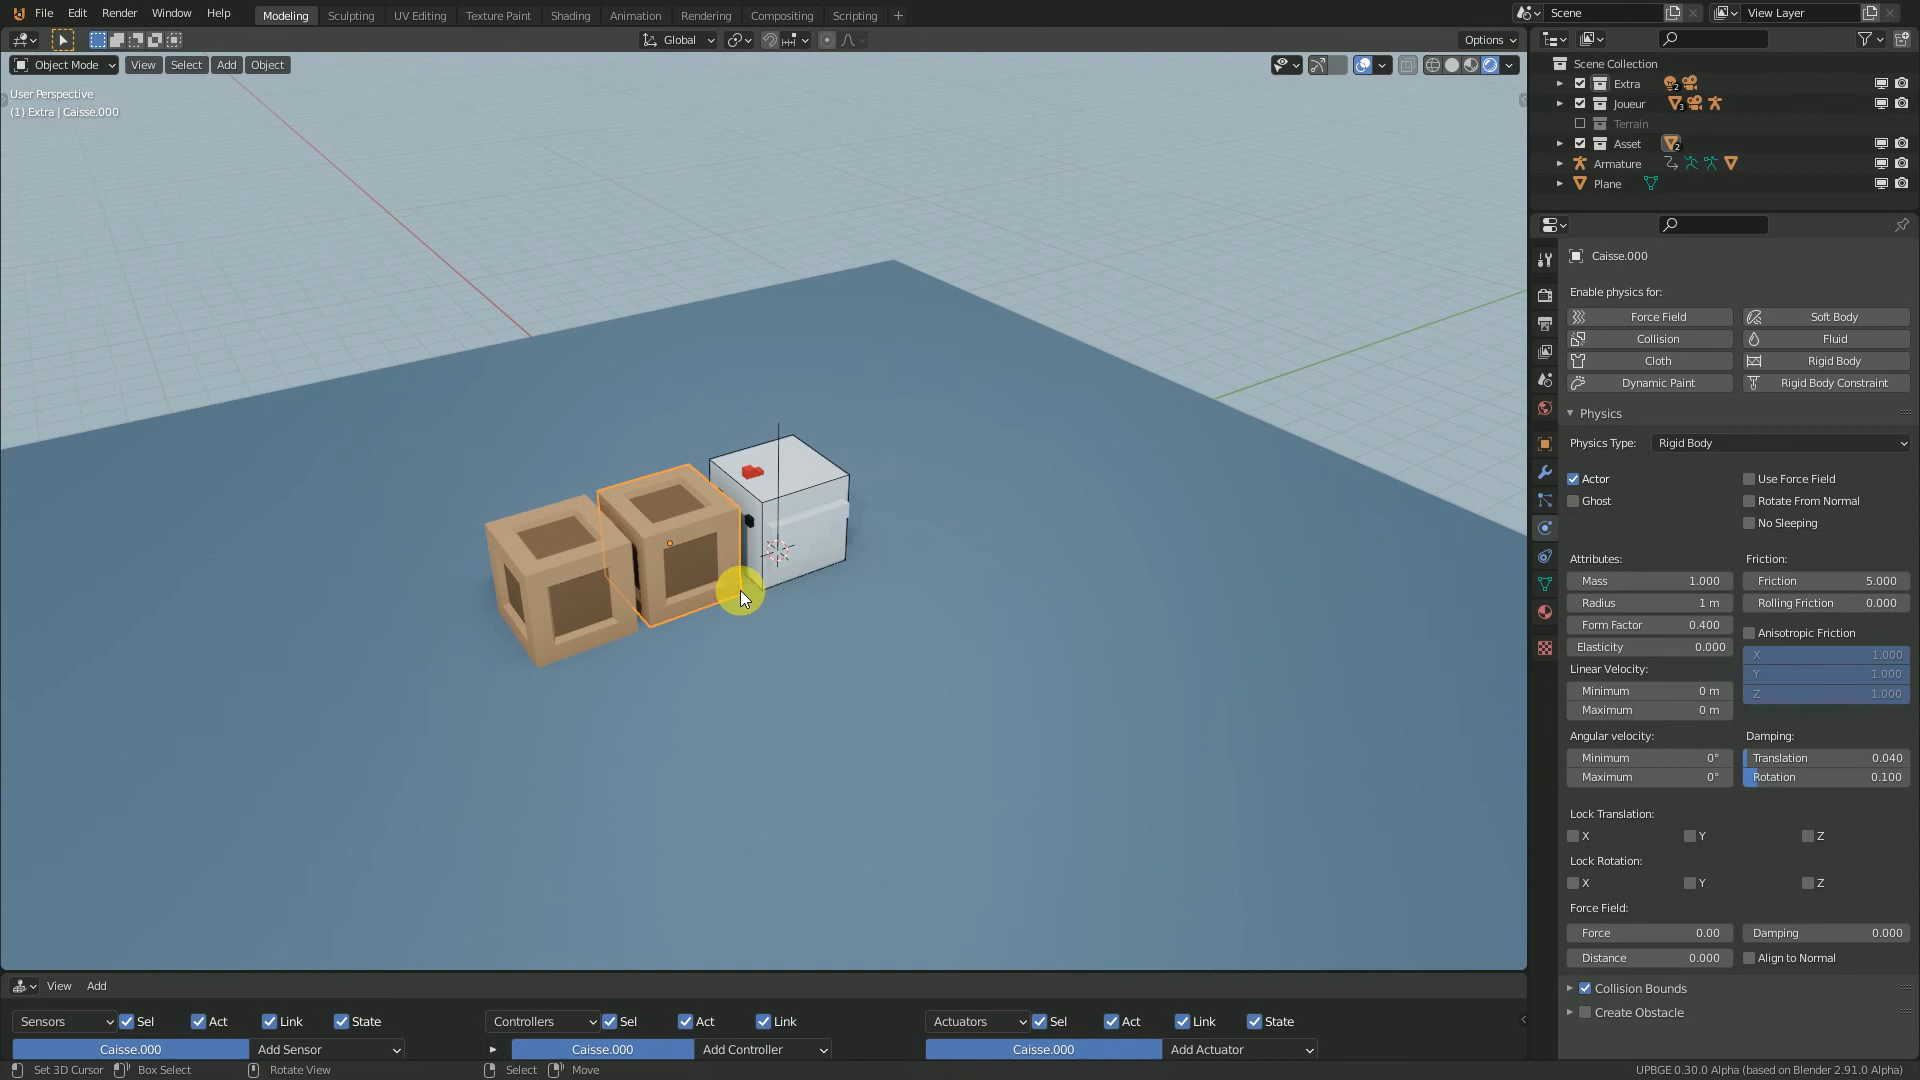 File Edit Render Window Help Modeling Sculpting UV Editing Texture Paint Shading Animation Rendering Compositing Scripting + Scene View Layer
Global Options
Object Mode View Select Add Object
User Perspective
(1) Extra | Caisse.000
Scene Collection
Extra 2
Joueur 3
Terrain
Asset 2
Armature
Plane
Caisse.000
Enable physics for:
Force Field Soft Body
Collision Fluid
Cloth Rigid Body
Dynamic Paint Rigid Body Constraint
Physics
Physics Type: Rigid Body
Actor Use Force Field
Ghost Rotate From Normal
No Sleeping
Attributes: Friction:
Mass 1.000 Friction 5.000
Radius 1 m Rolling Friction 0.000
Form Factor 0.400 Anisotropic Friction
Elasticity 0.000 X 1.000
Linear Velocity: Y 1.000
Minimum 0 m Z 1.000
Maximum 0 m
Angular velocity: Damping:
Minimum 0° Translation 0.040
Maximum 0° Rotation 0.100
Lock Translation:
X Y Z
Lock Rotation:
X Y Z
Force Field:
Force 0.00 Damping 0.000
Distance 0.000 Align to Normal
Collision Bounds
Create Obstacle
View Add
Sensors Sel Act Link State Controllers Sel Act Link Actuators Sel Act Link State
Caisse.000 Add Sensor Caisse.000 Add Controller Caisse.000 Add Actuator
Set 3D Cursor Box Select Rotate View Select Move UPBGE 0.30.0 Alpha (based on Blender 2.91.0 Alpha)